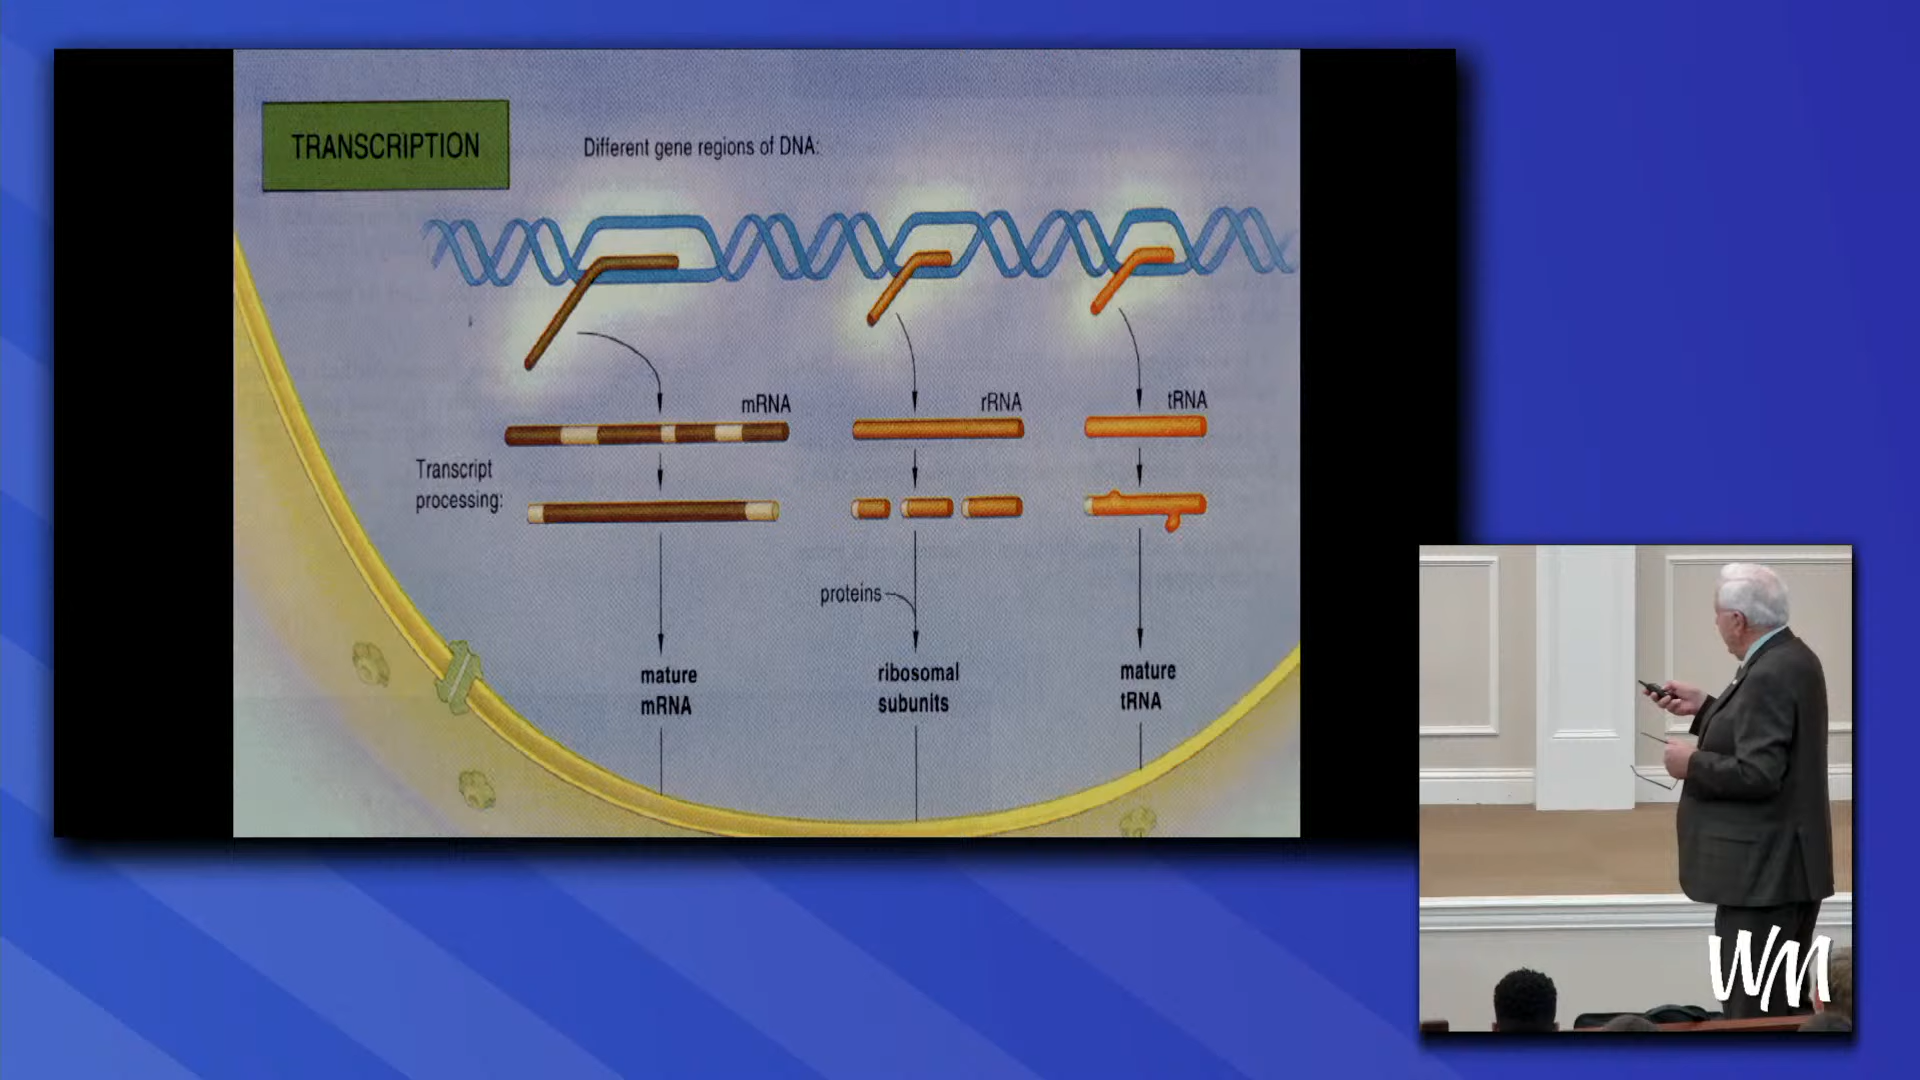 TRANSCRIPTION
Different gene regions of DNA:
mRNA
rRNA
tRNA
Transcript
processing:
proteins
mature
mRNA
ribosomal
subunits
mature
tRNA
WM